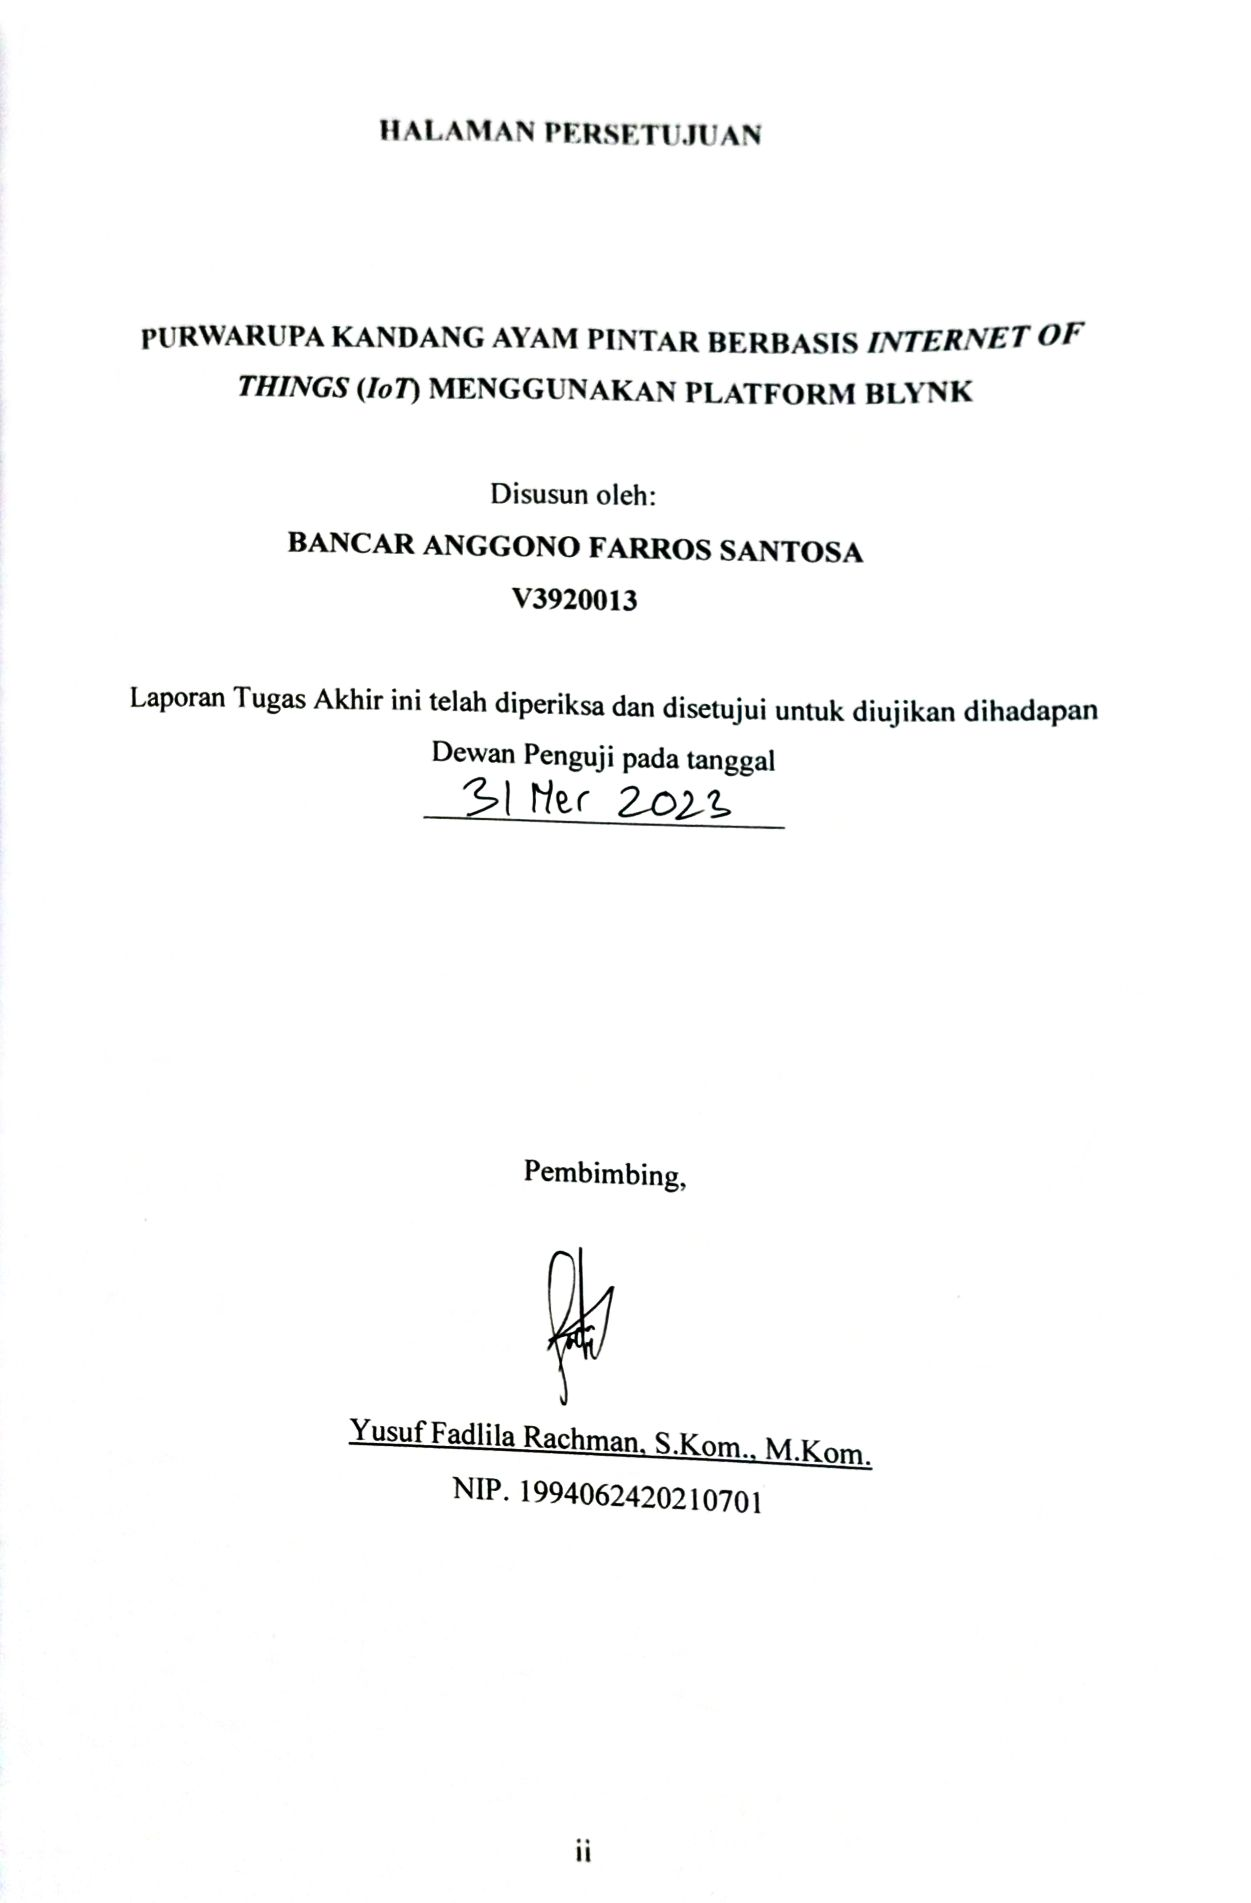 HALAMAN PERSETUJUAN
PURWARUPA KANDANG AYAM PINTAR BERBASIS INTERNET OF
THINGS (IoT) MENGGUNAKAN PLATFORM BLYNK
Disusun oleh:
BANCAR ANGGONO FARROS SANTOSA
V3920013
Laporan Tugas Akhir ini telah diperiksa dan disetujui untuk diujikan dihadapan
Dewan Penguji pada tanggal
31 Mer 2023
Pembimbing,
Yusuf Fadlila Rachman, S.Kom., M.Kom.
NIP. 1994062420210701
ii